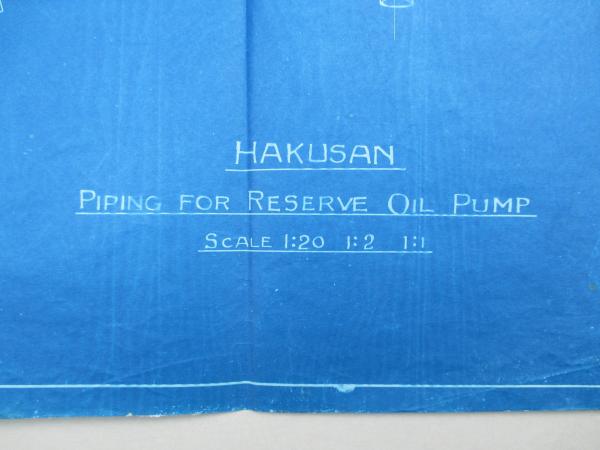 HAKUSAN
PIPING FOR RESERVE OIL PUMP
SCALE 1:20 1:2 1:1